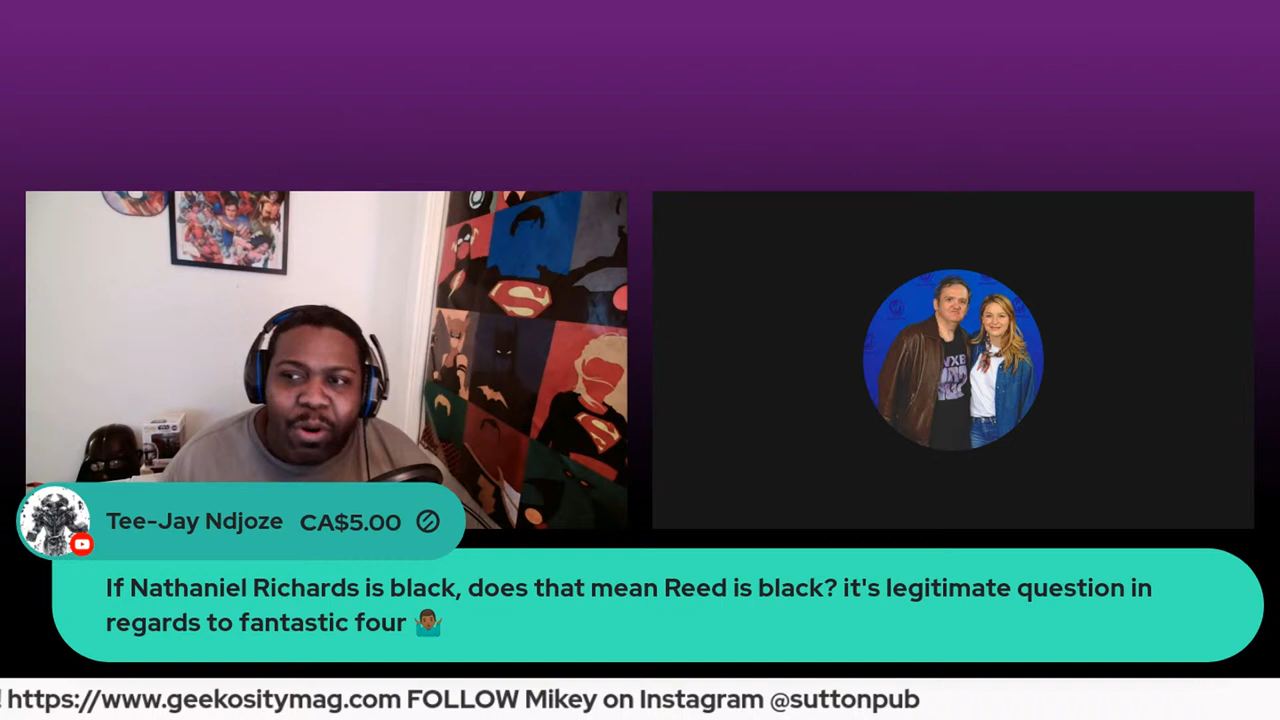 Tee-Jay Ndjoze CA$5.00
If Nathaniel Richards is black, does that mean Reed is black? it's legitimate question in
regards to fantastic four 🤷🏾‍♂️
https://www.geekositymag.com FOLLOW Mikey on Instagram @suttonpub